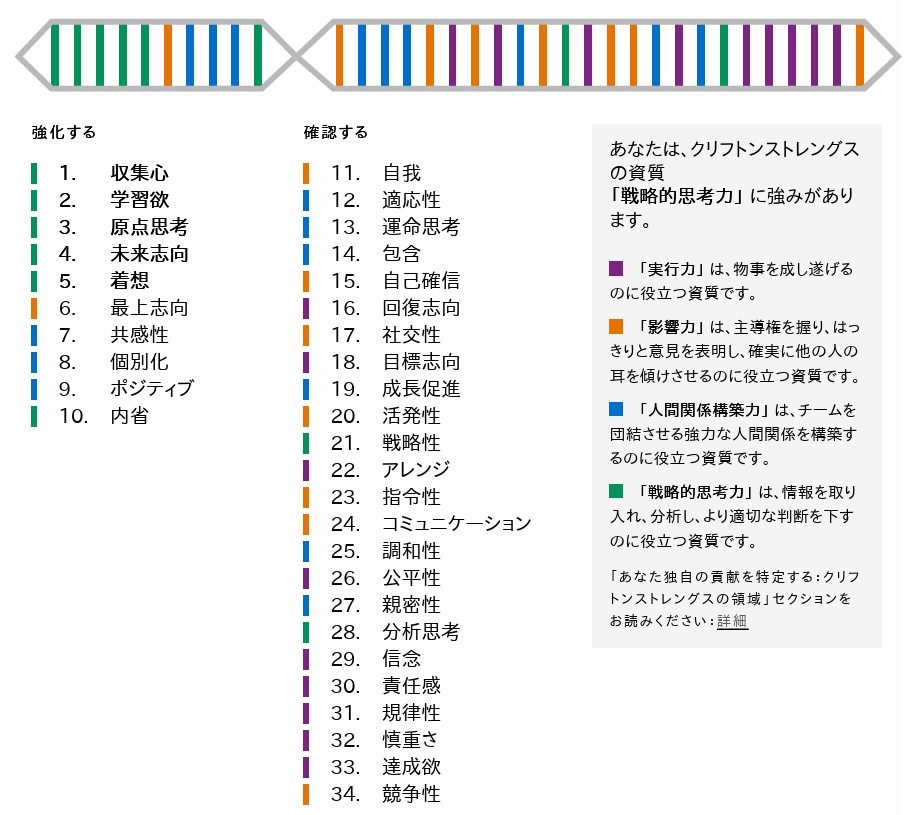 強化する
1. 収集心
2. 学習欲
3. 原点思考
4. 未来志向
5. 着想
6. 最上志向
7. 共感性
8. 個別化
9. ポジティブ
10. 内省
確認する
11. 自我
12. 適応性
13. 運命思考
14. 包含
15. 自己確信
16. 回復志向
17. 社交性
18. 目標志向
19. 成長促進
20. 活発性
21. 戦略性
22. アレンジ
23. 指令性
24. コミュニケーション
25. 調和性
26. 公平性
27. 親密性
28. 分析思考
29. 信念
30. 責任感
31. 規律性
32. 慎重さ
33. 達成欲
34. 競争性
あなたは、クリフトンストレングス
の資質
「戦略的思考力」に強みがあり
ます。
「実行力」は、物事を成し遂げる
のに役立つ資質です。
「影響力」は、主導権を握り、はっ
きりと意見を表明し、確実に他の人の
耳を傾けさせるのに役立つ資質です。
「人間関係構築力」は、チームを
団結させる強力な人間関係を構築す
るのに役立つ資質です。
「戦略的思考力」は、情報を取り
入れ、分析し、より適切な判断を下す
のに役立つ資質です。
「あなた独自の貢献を特定する：クリフ
トンストレングスの領域」セクションを
お読みください：詳細